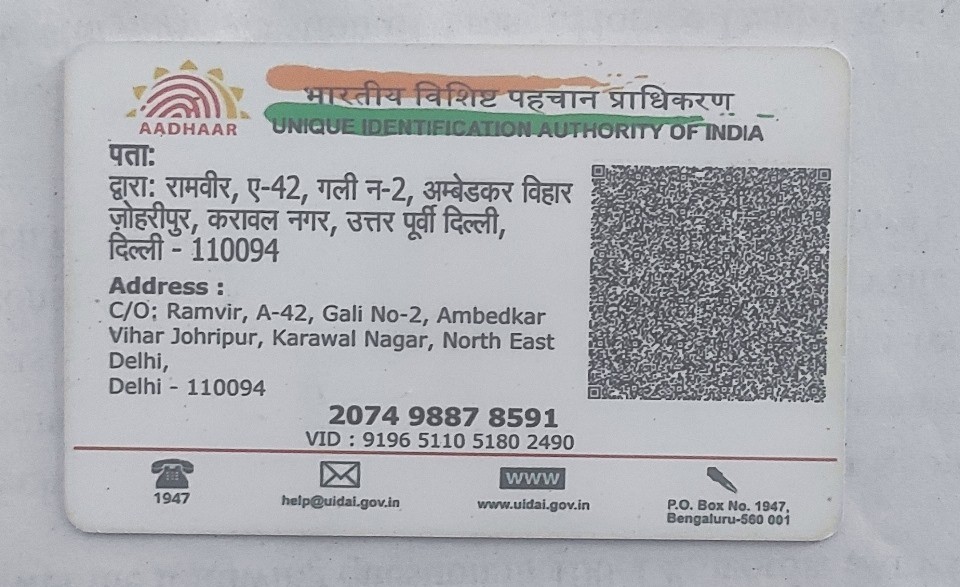 AADHAAR
भारतीय विशिष्ट पहचान प्राधिकरण
UNIQUE IDENTIFICATION AUTHORITY OF INDIA
पता:
द्वारा: रामवीर, ए-42, गली न-2, अम्बेडकर विहार
ज़ोहरीपुर, करावल नगर, उत्तर पूर्वी दिल्ली,
दिल्ली - 110094
Address :
C/O: Ramvir, A-42, Gali No-2, Ambedkar
Vihar Johripur, Karawal Nagar, North East
Delhi,
Delhi - 110094
2074 9887 8591
VID : 9196 5110 5180 2490
1947
help@uidai.gov.in
www
www.uidai.gov.in
P.O. Box No. 1947,
Bengaluru-560 001